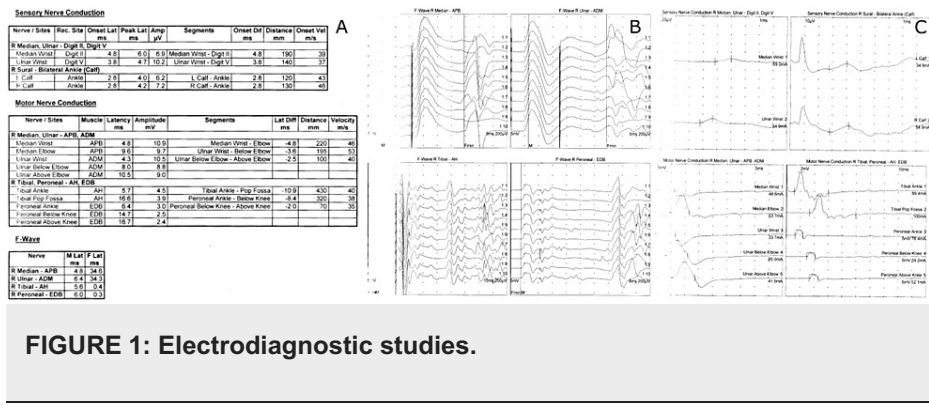 Sensory Nerve Conduction
Nerve / Sites Rec. Site Onset Lat ms Peak Lat ms Amp µV Segments Onset Dif ms Distance mm Onset Vel m/s
R Median, Ulnar - Digit II, Digit V
Median Wrist Digit II 4.8 6.0 6.9 Median Wrist - Digit II 4.8 190 39
Ulnar Wrist Digit V 3.8 4.7 10.2 Ulnar Wrist - Digit V 3.8 140 37
R Sural - Bilateral Ankle (Calf)
L Calf Ankle 2.8 4.0 6.2 L Calf - Ankle 2.8 120 43
R Calf Ankle 2.8 4.2 7.2 R Calf - Ankle 2.8 130 46
Motor Nerve Conduction
Nerve / Sites Muscle Latency ms Amplitude mV Segments Lat Diff ms Distance mm Velocity m/s
R Median, Ulnar - APB, ADM
Median Wrist APB 4.8 10.9 Median Wrist - Elbow -4.8 220 46
Median Elbow APB 9.6 9.7 Ulnar Wrist - Below Elbow -3.6 195 53
Ulnar Wrist ADM 4.3 10.5 Ulnar Below Elbow - Above Elbow -2.5 100 40
Ulnar Below Elbow ADM 8.0 8.8
Ulnar Above Elbow ADM 10.5 9.0
R Tibial, Peroneal - AH, EDB
Tibial Ankle AH 5.7 4.5 Tibial Ankle - Pop Fossa -10.9 430 40
Tibial Pop Fossa AH 16.6 3.9 Peroneal Ankle - Below Knee -8.4 320 38
Peroneal Ankle EDB 6.4 3.0 Peroneal Below Knee - Above Knee -2.0 70 35
Peroneal Below Knee EDB 14.7 2.5
Peroneal Above Knee EDB 16.7 2.4
F-Wave
Nerve M Lat ms F Lat ms
R Median - APB 4.8 34.6
R Ulnar - ADM 6.4 34.3
R Tibial - AH 5.6 0.4
R Peroneal - EDB 6.0 0.3
A
F-Wave R Median - APB
F-Wave R Ulnar - ADM
B
F-Wave R Tibial - AH
F-Wave R Peroneal - EDB
Sensory Nerve Conduction R Median, Ulnar - Digit II, Digit V
Sensory Nerve Conduction R Sural - Bilateral Ankle (Calf)
C
20µV 1ms
10µV 1ms
Median Wrist 1
L Calf
Ulnar Wrist 2
R Calf
Motor Nerve Conduction R Median, Ulnar - APB, ADM
Motor Nerve Conduction R Tibial, Peroneal - AH, EDB
Median Wrist 1
Median Elbow 2
Ulnar Wrist 3
Ulnar Below Elbow 4
Ulnar Above Elbow 5
Tibial Ankle 1
Tibial Pop Fossa 2
Peroneal Ankle 3
Peroneal Below Knee 4
Peroneal Above Knee 5
FIGURE 1: Electrodiagnostic studies.